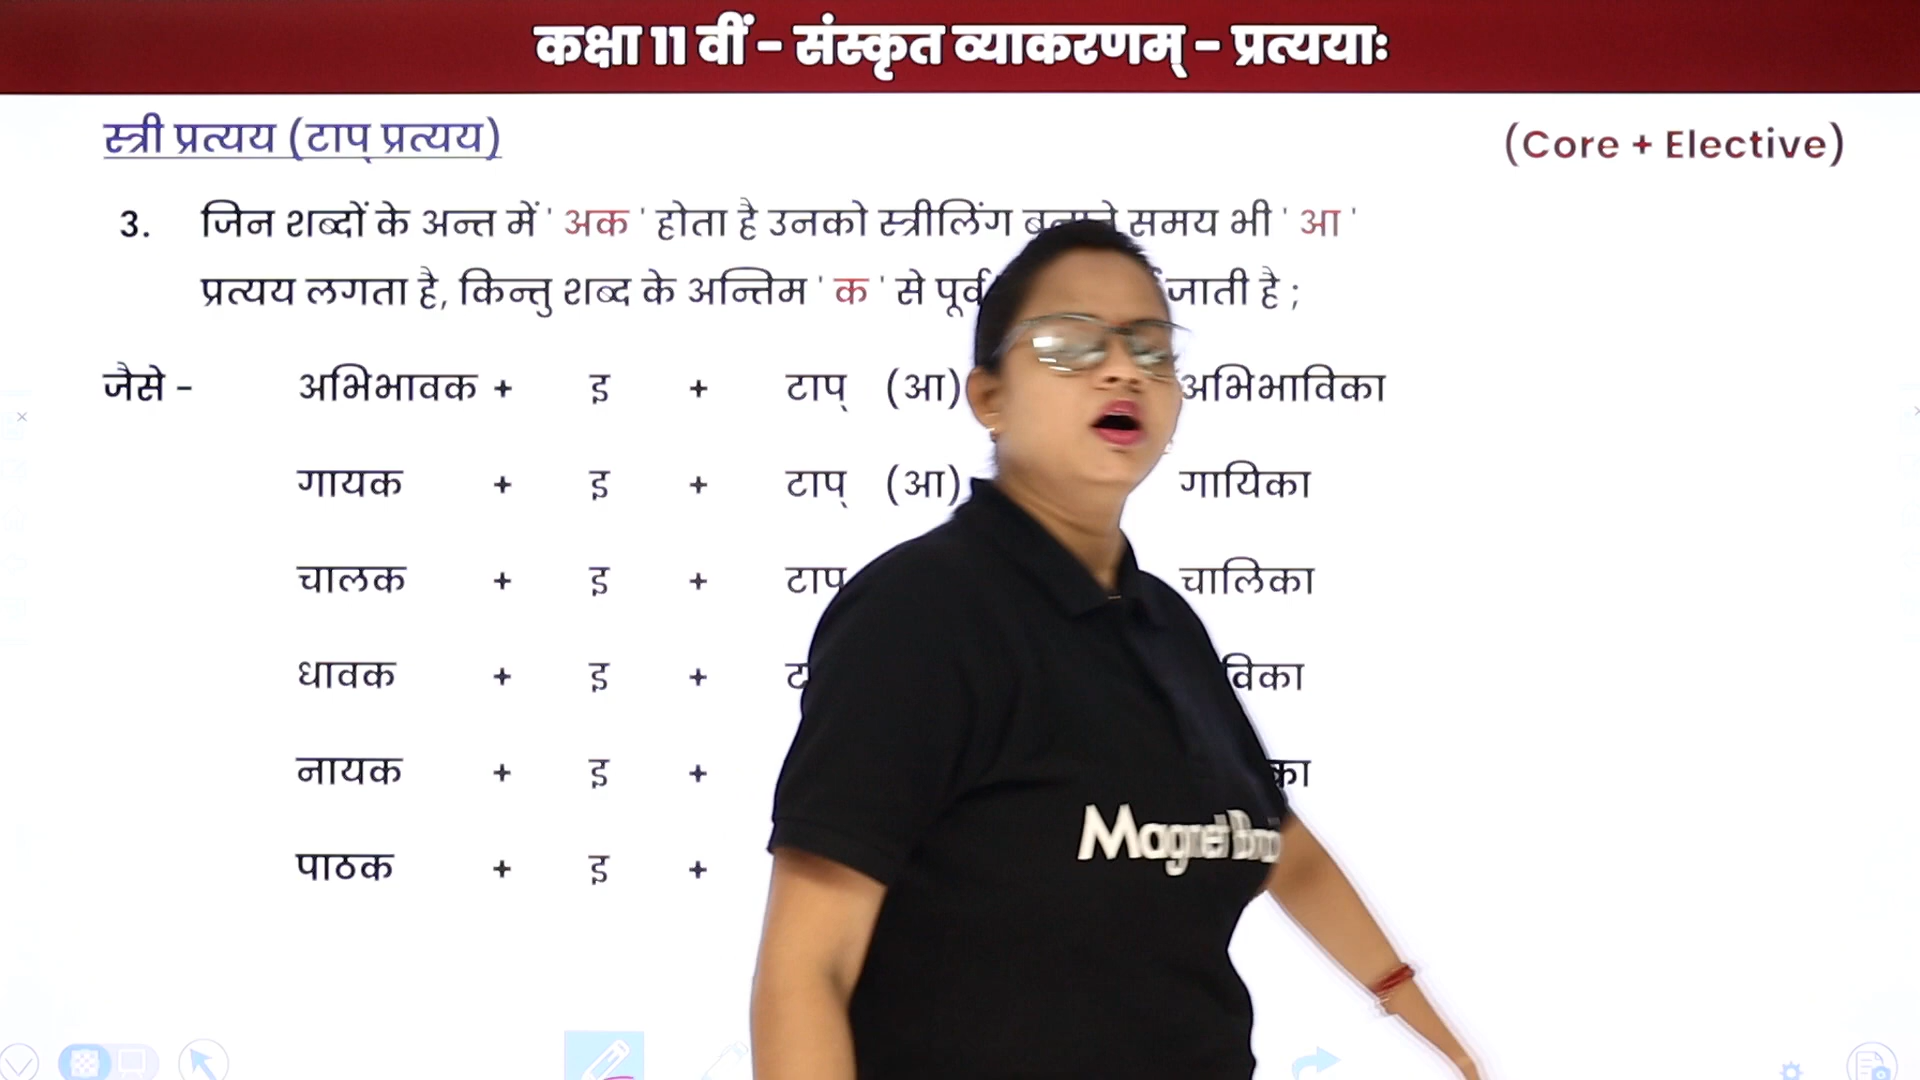 कक्षा 11 वीं - संस्कृत व्याकरणम् - प्रत्ययाः
स्त्री प्रत्यय (टाप् प्रत्यय)
(Core + Elective)
3. जिन शब्दों के अन्त में ' अक ' होता है उनको स्त्रीलिंग समय भी ' आ '
प्रत्यय लगता है, किन्तु शब्द के अन्तिम ' क ' से पूर्व जाती है ;
जैसे - अभिभावक + इ + टाप् (आ) अभिभाविका
गायक + इ + टाप् (आ) गायिका
चालक + इ + टाप् चालिका
धावक + इ +
नायक + इ +
पाठक + इ +
Magnet